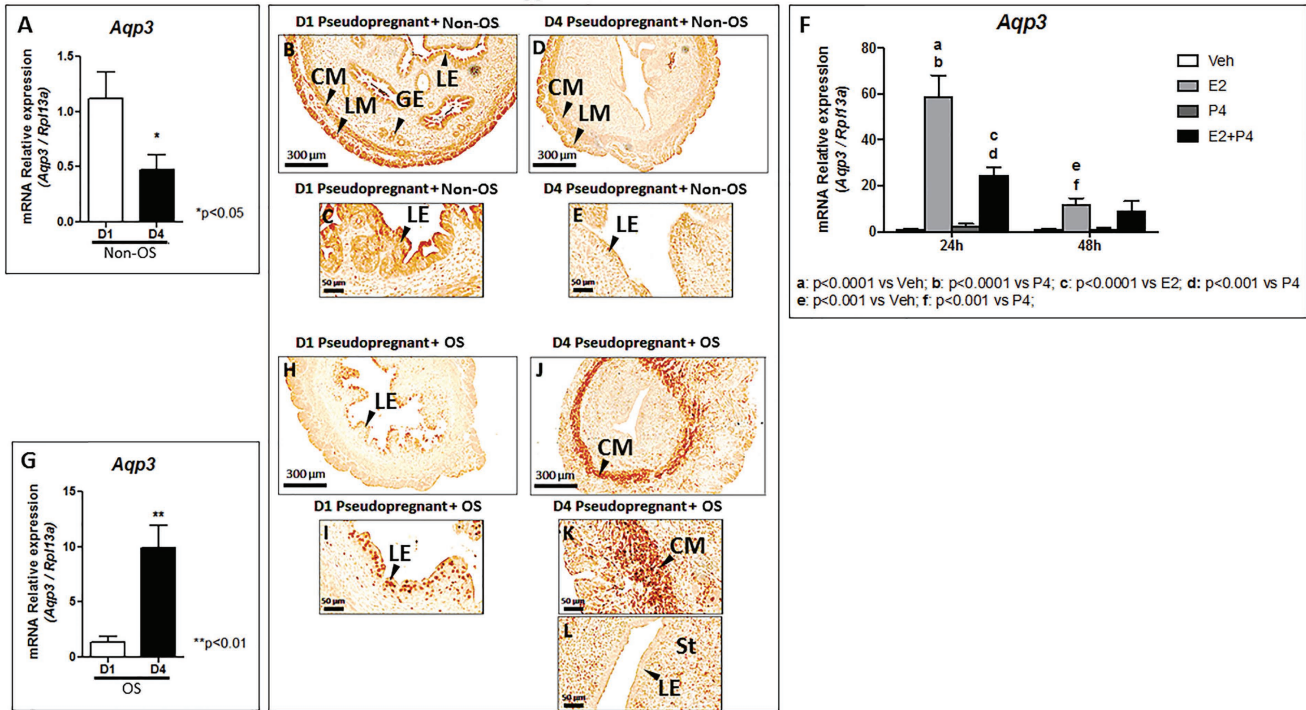 A
Aqp3
mRNA Relative expression
(Aqp3 / Rpl13a)
1.5
1.0
0.5
0.0
*
D1
D4
Non-OS
*p<0.05
D1 Pseudopregnant + Non-OS
D4 Pseudopregnant + Non-OS
B
CM
LM
GE
LE
300 µm
D
CM
LM
300 µm
D1 Pseudopregnant + Non-OS
D4 Pseudopregnant + Non-OS
C
LE
50 µm
E
LE
50 µm
F
Aqp3
mRNA Relative expression
(Aqp3 / Rpl13a)
80
60
40
20
0
a
b
c
d
e
f
24h
48h
Veh
E2
P4
E2+P4
a: p<0.0001 vs Veh; b: p<0.0001 vs P4; c: p<0.0001 vs E2; d: p<0.001 vs P4
e: p<0.001 vs Veh; f: p<0.001 vs P4;
G
Aqp3
mRNA Relative expression
(Aqp3 / Rpl13a)
15
10
5
0
**
D1
D4
OS
**p<0.01
D1 Pseudopregnant + OS
D4 Pseudopregnant + OS
H
LE
300 µm
J
CM
300 µm
D1 Pseudopregnant + OS
D4 Pseudopregnant + OS
I
LE
50 µm
K
CM
50 µm
L
St
LE
50 µm